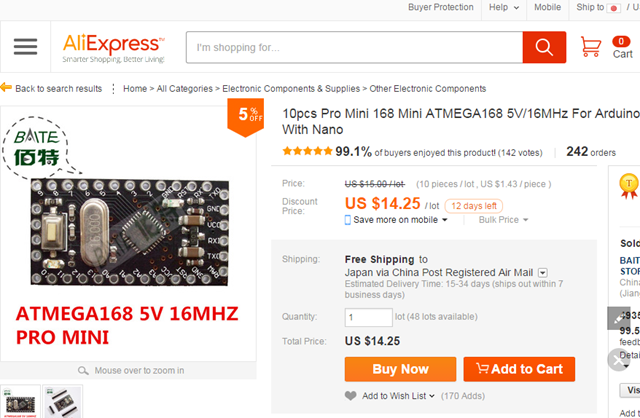 Buyer Protection
Help
Mobile
Ship to / U
AliExpress™
Smarter Shopping, Better Living!
I'm shopping for...
0
Cart
Back to search results
Home > All Categories > Electronic Components & Supplies > Other Electronic Components
5% OFF
BAITE
佰特
ATMEGA168 5V 16MHZ
PRO MINI
Mouse over to zoom in
10pcs Pro Mini 168 Mini ATMEGA168 5V/16MHz For Arduino
With Nano
99.1% of buyers enjoyed this product! (142 votes)
242 orders
Price: US $15.00 / lot (10 pieces / lot , US $1.43 / piece )
Discount Price: US $14.25 / lot 12 days left
Save more on mobile
Bulk Price
Shipping: Free Shipping to
Japan via China Post Registered Air Mail
Estimated Delivery Time: 15-34 days (ships out within 7
business days)
Quantity: 1 lot (48 lots available)
Total Price: US $14.25
Buy Now
Add to Cart
Add to Wish List (170 Adds)
Sold
BAIT
STOR
China
(Jian
99.5
feedb
Detai
Vis
Add t